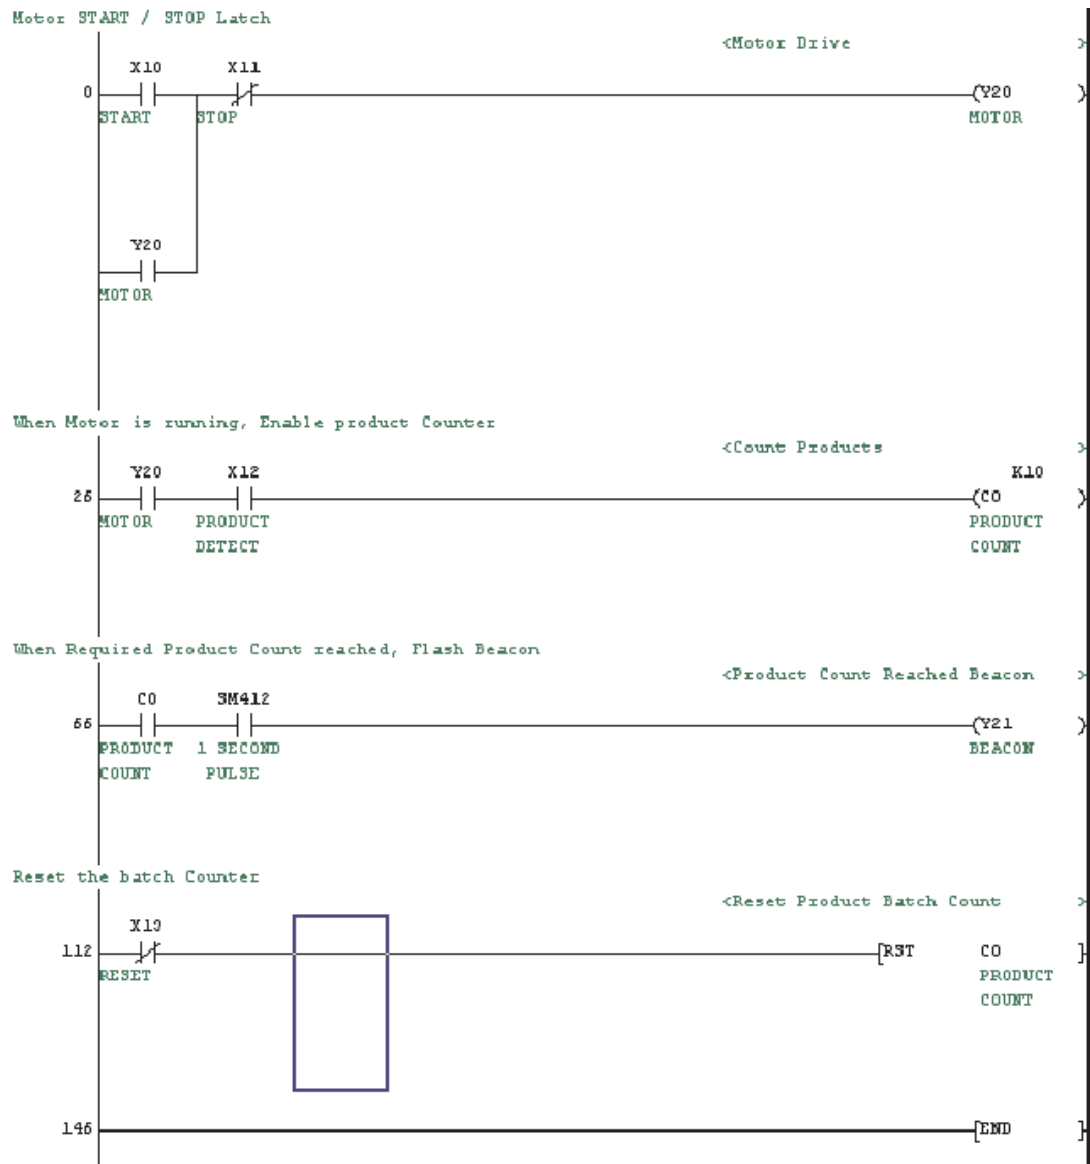 Motor START / STOP Latch
<Motor Drive >
X10 X11
0 (Y20 )
START STOP MOTOR
Y20
MOTOR
When Motor is running, Enable product Counter
<Count Products >
Y20 X12 K10
(C0 )
MOTOR PRODUCT PRODUCT
DETECT COUNT
When Required Product Count reached, Flash Beacon
<Product Count Reached Beacon >
C0 SM412
(Y21 )
PRODUCT 1 SECOND BEACON
COUNT PULSE
Reset the batch Counter
<Reset Product Batch Count >
112 [RST C0 ]
RESET PRODUCT
COUNT
146 [END ]